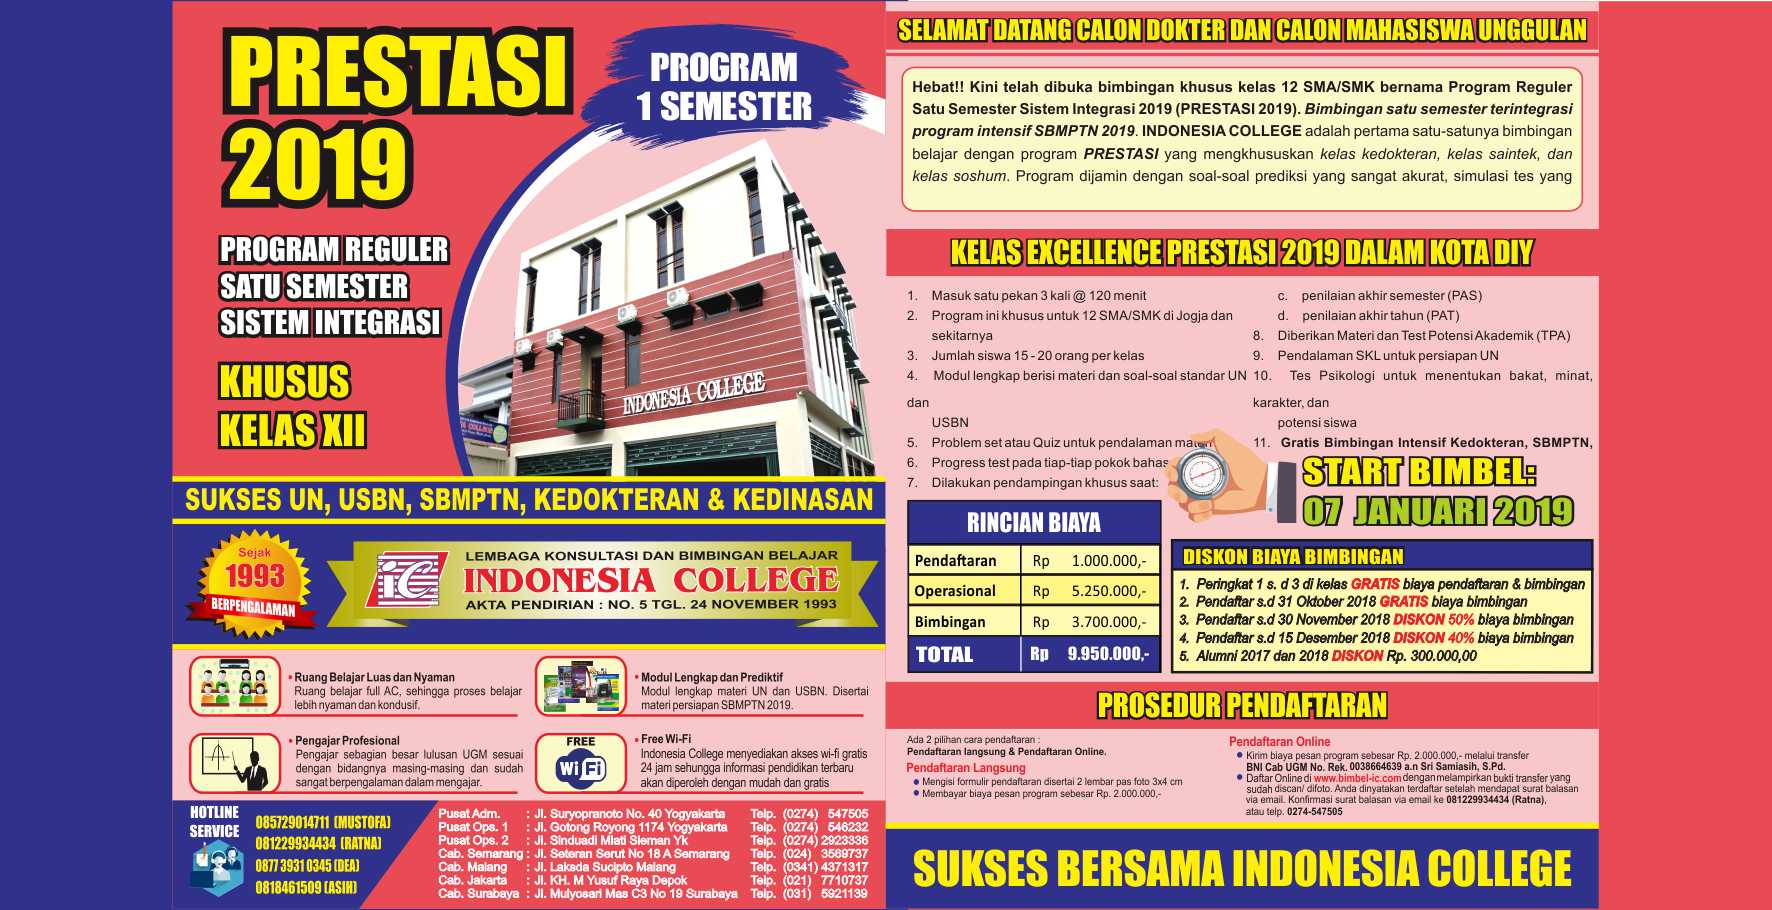 PRESTASI
2019
PROGRAM
1 SEMESTER
PROGRAM REGULER
SATU SEMESTER
SISTEM INTEGRASI
KHUSUS
KELAS XII
INDONESIA COLLEGE
SUKSES UN, USBN, SBMPTN, KEDOKTERAN & KEDINASAN
Sejak
1993
BERPENGALAMAN
iC
LEMBAGA KONSULTASI DAN BIMBINGAN BELAJAR
INDONESIA COLLEGE
AKTA PENDIRIAN : NO. 5 TGL. 24 NOVEMBER 1993
• Ruang Belajar Luas dan Nyaman
Ruang belajar full AC, sehingga proses belajar
lebih nyaman dan kondusif.
• Modul Lengkap dan Prediktif
Modul lengkap materi UN dan USBN. Disertai
materi persiapan SBMPTN 2019.
• Pengajar Profesional
Pengajar sebagian besar lulusan UGM sesuai
dengan bidangnya masing-masing dan sudah
sangat berpengalaman dalam mengajar.
FREE
Wi Fi
• Free Wi-Fi
Indonesia College menyediakan akses wi-fi gratis
24 jam sehungga informasi pendidikan terbaru
akan diperoleh dengan mudah dan gratis
HOTLINE
SERVICE
085729014711 (MUSTOFA)
081229934434 (RATNA)
0877 3931 0345 (DEA)
0818461509 (ASIH)
Pusat Adm. : Jl. Suryopranoto No. 40 Yogyakarta Telp. (0274) 547505
Pusat Ops. 1 : Jl. Gotong Royong 1174 Yogyakarta Telp. (0274) 546232
Pusat Ops. 2 : Jl. Sinduadi Mlati Sleman Yk Telp. (0274) 2923336
Cab. Semarang : Jl. Seteran Serut No 18 A Semarang Telp. (024) 3569737
Cab. Malang : Jl. Laksda Sucipto Malang Telp. (0341) 4371317
Cab. Jakarta : Jl. KH. M Yusuf Raya Depok Telp. (021) 7710737
Cab. Surabaya : Jl. Mulyosari Mas C3 No 19 Surabaya Telp. (031) 5921139
SELAMAT DATANG CALON DOKTER DAN CALON MAHASISWA UNGGULAN
Hebat!! Kini telah dibuka bimbingan khusus kelas 12 SMA/SMK bernama Program Reguler
Satu Semester Sistem Integrasi 2019 (PRESTASI 2019). Bimbingan satu semester terintegrasi
program intensif SBMPTN 2019. INDONESIA COLLEGE adalah pertama satu-satunya bimbingan
belajar dengan program PRESTASI yang mengkhususkan kelas kedokteran, kelas saintek, dan
kelas soshum. Program dijamin dengan soal-soal prediksi yang sangat akurat, simulasi tes yang
KELAS EXCELLENCE PRESTASI 2019 DALAM KOTA DIY
1. Masuk satu pekan 3 kali @ 120 menit
2. Program ini khusus untuk 12 SMA/SMK di Jogja dan
sekitarnya
3. Jumlah siswa 15 - 20 orang per kelas
4. Modul lengkap berisi materi dan soal-soal standar UN
dan
USBN
5. Problem set atau Quiz untuk pendalaman materi
6. Progress test pada tiap-tiap pokok bahas
7. Dilakukan pendampingan khusus saat:
c. penilaian akhir semester (PAS)
d. penilaian akhir tahun (PAT)
8. Diberikan Materi dan Test Potensi Akademik (TPA)
9. Pendalaman SKL untuk persiapan UN
10. Tes Psikologi untuk menentukan bakat, minat,
karakter, dan
potensi siswa
11. Gratis Bimbingan Intensif Kedokteran, SBMPTN,
START BIMBEL:
07 JANUARI 2019
RINCIAN BIAYA
Pendaftaran Rp 1.000.000,-
Operasional Rp 5.250.000,-
Bimbingan Rp 3.700.000,-
TOTAL Rp 9.950.000,-
DISKON BIAYA BIMBINGAN
1. Peringkat 1 s. d 3 di kelas GRATIS biaya pendaftaran & bimbingan
2. Pendaftar s.d 31 Oktober 2018 GRATIS biaya bimbingan
3. Pendaftar s.d 30 November 2018 DISKON 50% biaya bimbingan
4. Pendaftar s.d 15 Desember 2018 DISKON 40% biaya bimbingan
5. Alumni 2017 dan 2018 DISKON Rp. 300.000,00
PROSEDUR PENDAFTARAN
Ada 2 pilihan cara pendaftaran :
Pendaftaran langsung & Pendaftaran Online.
Pendaftaran Langsung
● Mengisi formulir pendaftaran disertai 2 lembar pas foto 3x4 cm
● Membayar biaya pesan program sebesar Rp. 2.000.000,-
Pendaftaran Online
● Kirim biaya pesan program sebesar Rp. 2.000.000,- melalui transfer
BNI Cab UGM No. Rek. 0038664639 a.n Sri Samiasih, S.Pd.
● Daftar Online di www.bimbel-ic.com dengan melampirkan bukti transfer yang
sudah discan/ difoto. Anda dinyatakan terdaftar setelah mendapat surat balasan
via email. Konfirmasi surat balasan via email ke 081229934434 (Ratna),
atau telp. 0274-547505
SUKSES BERSAMA INDONESIA COLLEGE